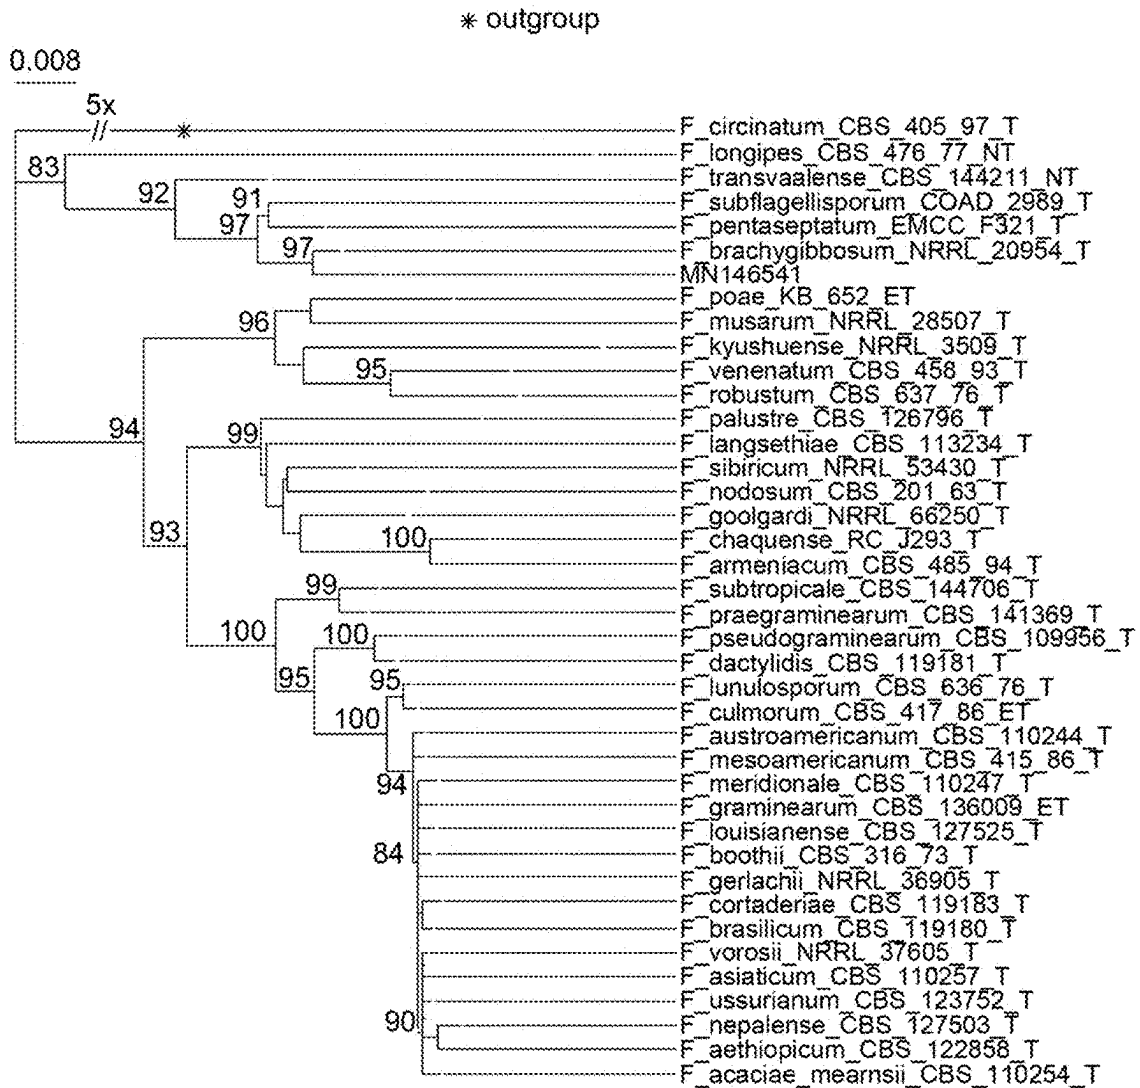 * outgroup
0.008
5x
F_circinatum_CBS_405_97_T
83
F_longipes_CBS_476_77_NT
92
F_transvaalense_CBS_144211_NT
91
F_subflagellisporum_COAD_2989_T
97
F_pentaseptatum_EMCC_F321_T
97
F_brachygibbosum_NRRL_20954_T
MN146541
F_poae_KB_652_ET
96
F_musarum_NRRL_28507_T
F_kyushuense_NRRL_3509_T
95
F_venenatum_CBS_458_93_T
F_robustum_CBS_637_76_T
94
99
F_palustre_CBS_126796_T
F_langsethiae_CBS_113234_T
F_sibiricum_NRRL_53430_T
F_nodosum_CBS_201_63_T
F_goolgardi_NRRL_66250_T
93
100
F_chaquense_RC_J293_T
F_armeniacum_CBS_485_94_T
99
F_subtropicale_CBS_144706_T
F_praegraminearum_CBS_141369_T
100
100
F_pseudograminearum_CBS_109956_T
F_dactylidis_CBS_119181_T
95
95
F_lunulosporum_CBS_636_76_T
F_culmorum_CBS_417_86_ET
100
F_austroamericanum_CBS_110244_T
F_mesoamericanum_CBS_415_86_T
94
F_meridionale_CBS_110247_T
F_graminearum_CBS_136009_ET
F_louisianense_CBS_127525_T
84
F_boothii_CBS_316_73_T
F_gerlachii_NRRL_36905_T
F_cortaderiae_CBS_119183_T
F_brasilicum_CBS_119180_T
F_vorosii_NRRL_37605_T
F_asiaticum_CBS_110257_T
F_ussurianum_CBS_123752_T
90
F_nepalense_CBS_127503_T
F_aethiopicum_CBS_122858_T
F_acaciae_mearnsii_CBS_110254_T